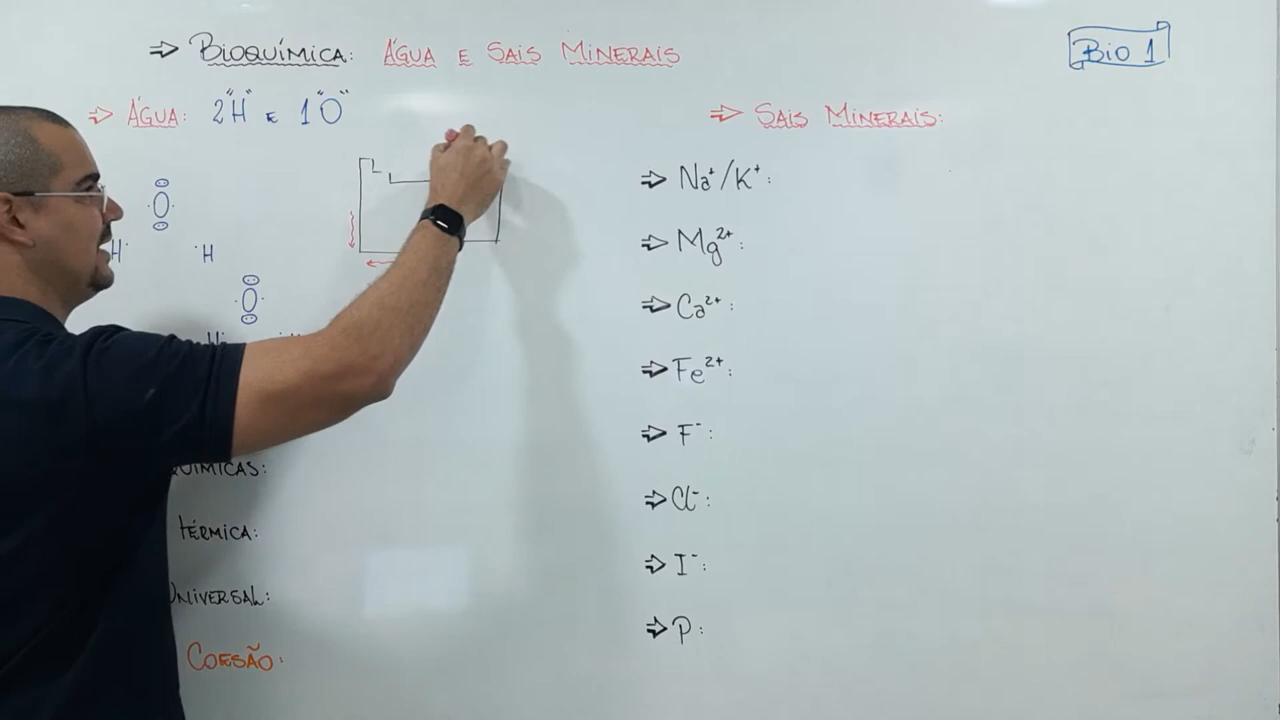 ⇒ BIOQUÍMICA: ÁGUA E SAIS MINERAIS
Bio 1
⇒ ÁGUA: 2"H" E 1"O"
O
H H
O
H
QUÍMICAS:
TÉRMICA:
UNIVERSAL:
COESÃO:
⇒ SAIS MINERAIS:
⇒ Na⁺/K⁺:
⇒ Mg²⁺:
⇒ Ca²⁺:
⇒ Fe²⁺:
⇒ F⁻:
⇒ Cl⁻:
⇒ I⁻:
⇒ P: